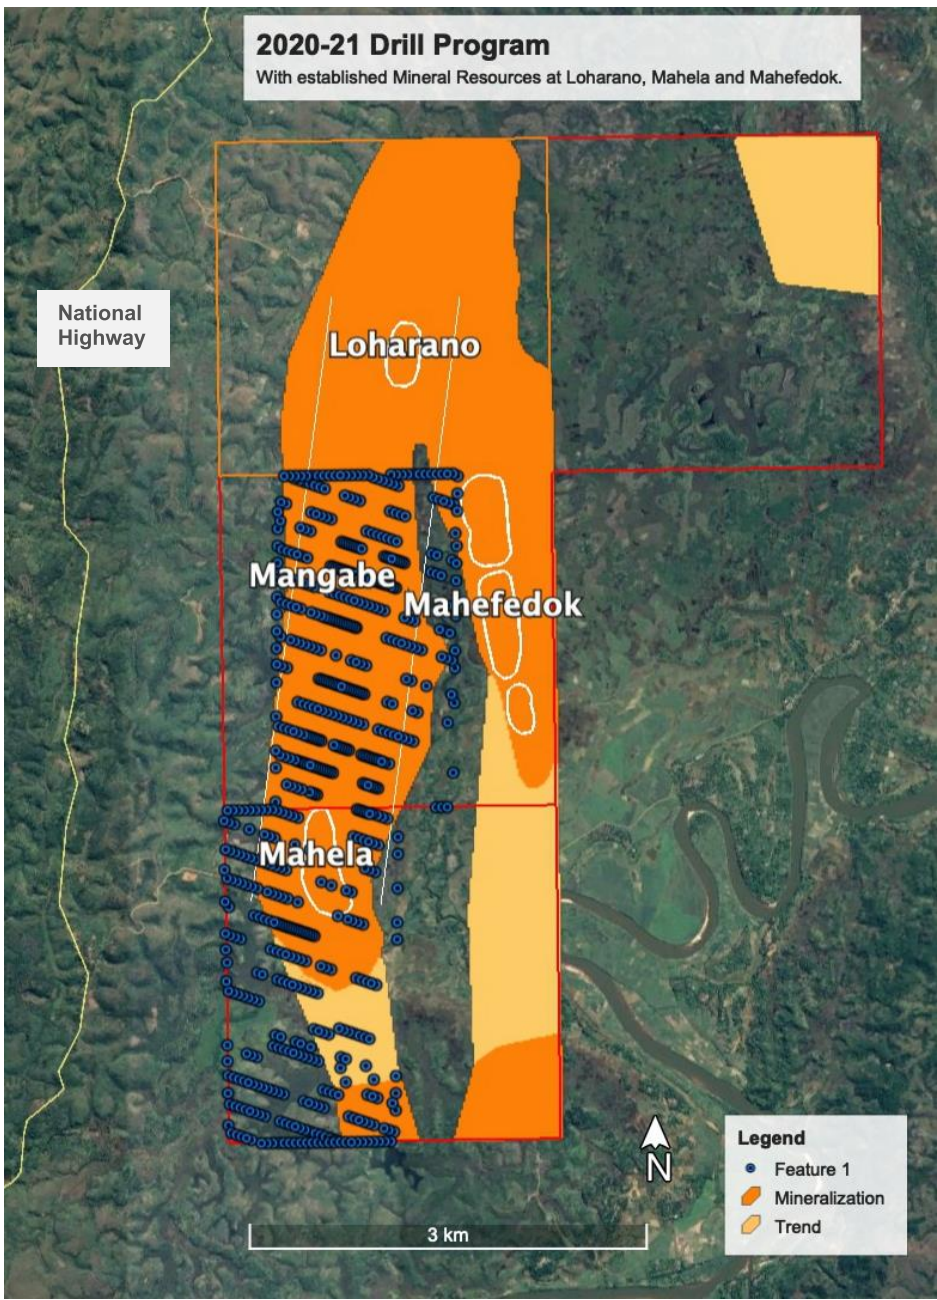 2020-21 Drill Program
With established Mineral Resources at Loharano, Mahela and Mahefedok.
National
Highway
Loharano
Mangabe
Mahefedok
Mahela
N
Legend
Feature 1
Mineralization
Trend
3 km